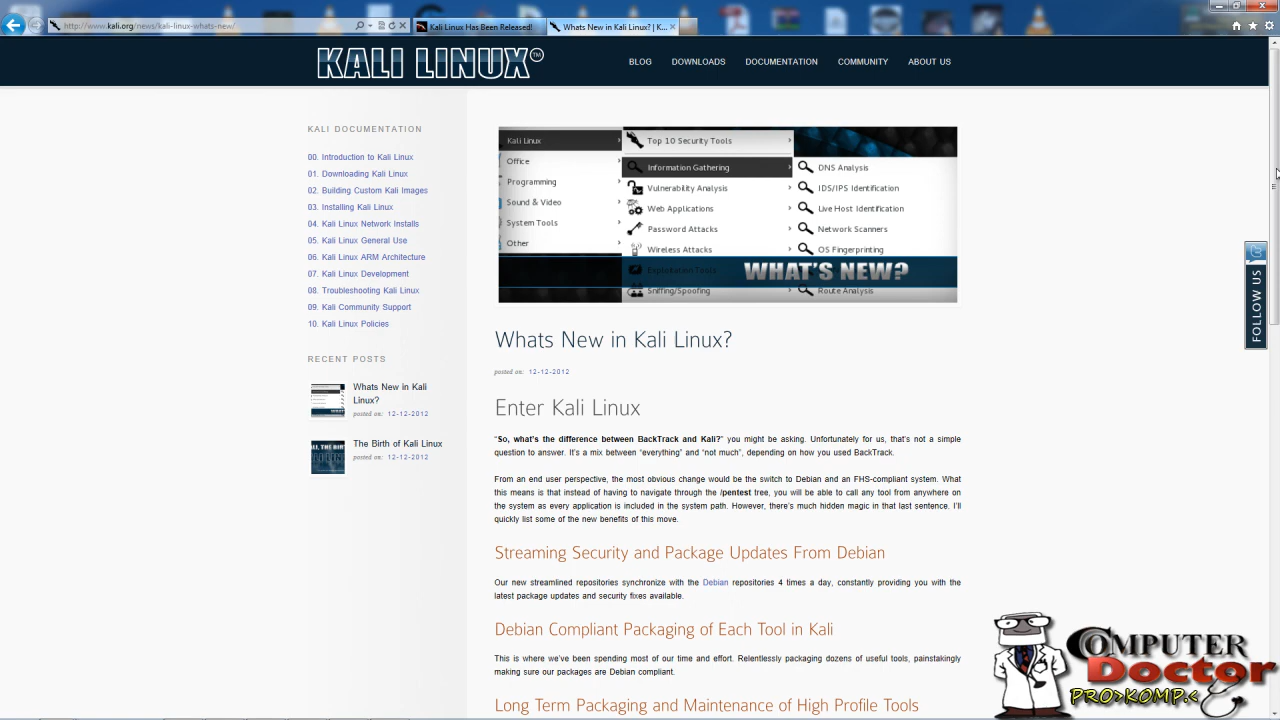 http://www.kali.org/news/kali-linux-whats-new/
Kali Linux Has Been Released!
Whats New in Kali Linux? | K...
KALI LINUX™
BLOG
DOWNLOADS
DOCUMENTATION
COMMUNITY
ABOUT US
KALI DOCUMENTATION
00. Introduction to Kali Linux
01. Downloading Kali Linux
02. Building Custom Kali Images
03. Installing Kali Linux
04. Kali Linux Network Installs
05. Kali Linux General Use
06. Kali Linux ARM Architecture
07. Kali Linux Development
08. Troubleshooting Kali Linux
09. Kali Community Support
10. Kali Linux Policies
RECENT POSTS
Whats New in Kali
Linux?
posted on: 12-12-2012
The Birth of Kali Linux
posted on: 12-12-2012
Kali Linux
Office
Programming
Sound & Video
System Tools
Other
Top 10 Security Tools
Information Gathering
Vulnerability Analysis
Web Applications
Password Attacks
Wireless Attacks
Exploitation Tools
Sniffing/Spoofing
DNS Analysis
IDS/IPS Identification
Live Host Identification
Network Scanners
OS Fingerprinting
WHAT'S NEW?
Route Analysis
Whats New in Kali Linux?
posted on: 12-12-2012
Enter Kali Linux
“So, what’s the difference between BackTrack and Kali?” you might be asking. Unfortunately for us, that’s not a simple
question to answer. It’s a mix between “everything” and “not much”, depending on how you used BackTrack.
From an end user perspective, the most obvious change would be the switch to Debian and an FHS-compliant system. What
this means is that instead of having to navigate through the /pentest tree, you will be able to call any tool from anywhere on
the system as every application is included in the system path. However, there’s much hidden magic in that last sentence. I’ll
quickly list some of the new benefits of this move.
Streaming Security and Package Updates From Debian
Our new streamlined repositories synchronize with the Debian repositories 4 times a day, constantly providing you with the
latest package updates and security fixes available.
Debian Compliant Packaging of Each Tool in Kali
This is where we’ve been spending most of our time and effort. Relentlessly packaging dozens of useful tools, painstakingly
making sure our packages are Debian compliant.
Long Term Packaging and Maintenance of High Profile Tools
FOLLOW US
COMPUTER
Doctor
PRO>KOMP.<